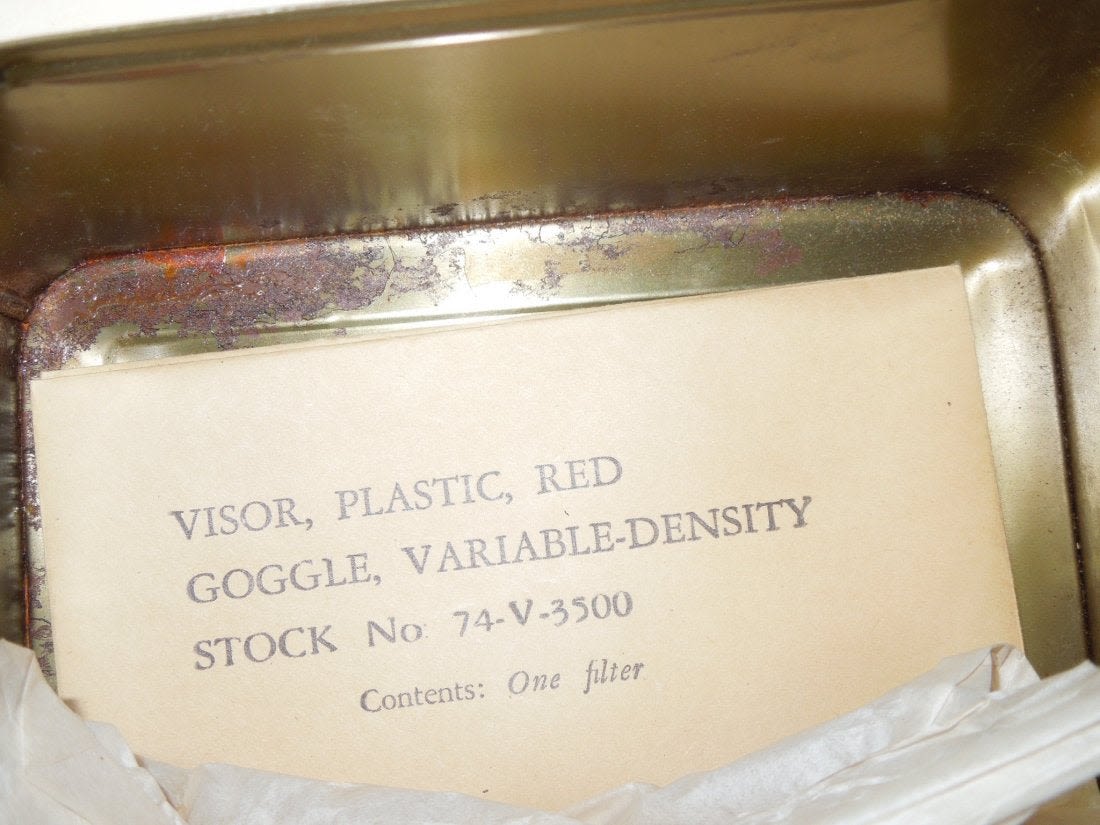 VISOR, PLASTIC, RED
GOGGLE, VARIABLE-DENSITY
STOCK No 74-V-3500
Contents: One filter